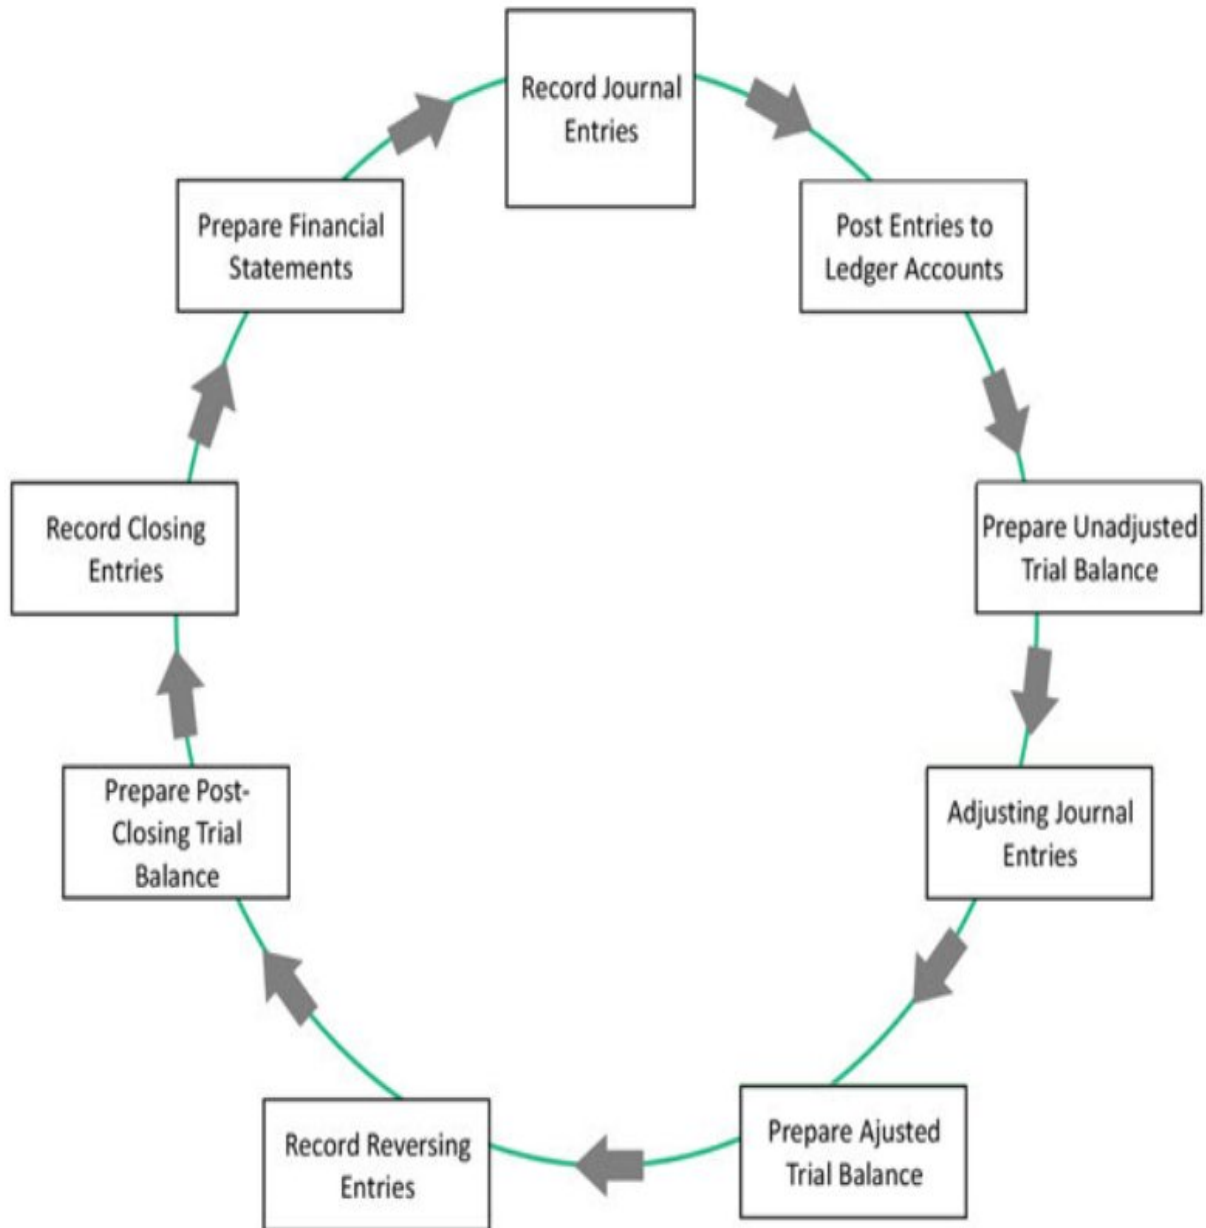 Record Journal
Entries
Post Entries to
Ledger Accounts
Prepare Unadjusted
Trial Balance
Adjusting Journal
Entries
Prepare Ajusted
Trial Balance
Record Reversing
Entries
Prepare Post-
Closing Trial
Balance
Record Closing
Entries
Prepare Financial
Statements